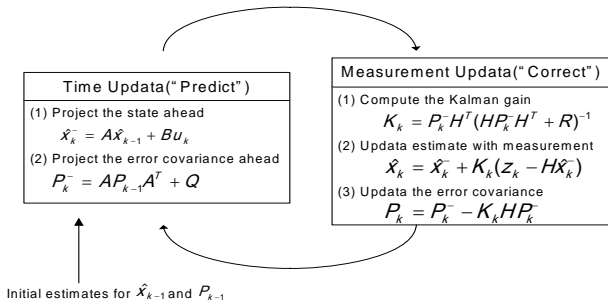 Time Updata("Predict")
(1) Project the state ahead
x̂ₖ⁻ = Ax̂ₖ₋₁ + Buₖ
(2) Project the error covariance ahead
Pₖ⁻ = APₖ₋₁Aᵀ + Q
Measurement Updata("Correct")
(1) Compute the Kalman gain
Kₖ = Pₖ⁻Hᵀ(HPₖ⁻Hᵀ + R)⁻¹
(2) Updata estimate with measurement
x̂ₖ = x̂ₖ⁻ + Kₖ(zₖ − Hx̂ₖ⁻)
(3) Updata the error covariance
Pₖ = Pₖ⁻ − KₖHPₖ⁻
Initial estimates for x̂ₖ₋₁ and Pₖ₋₁